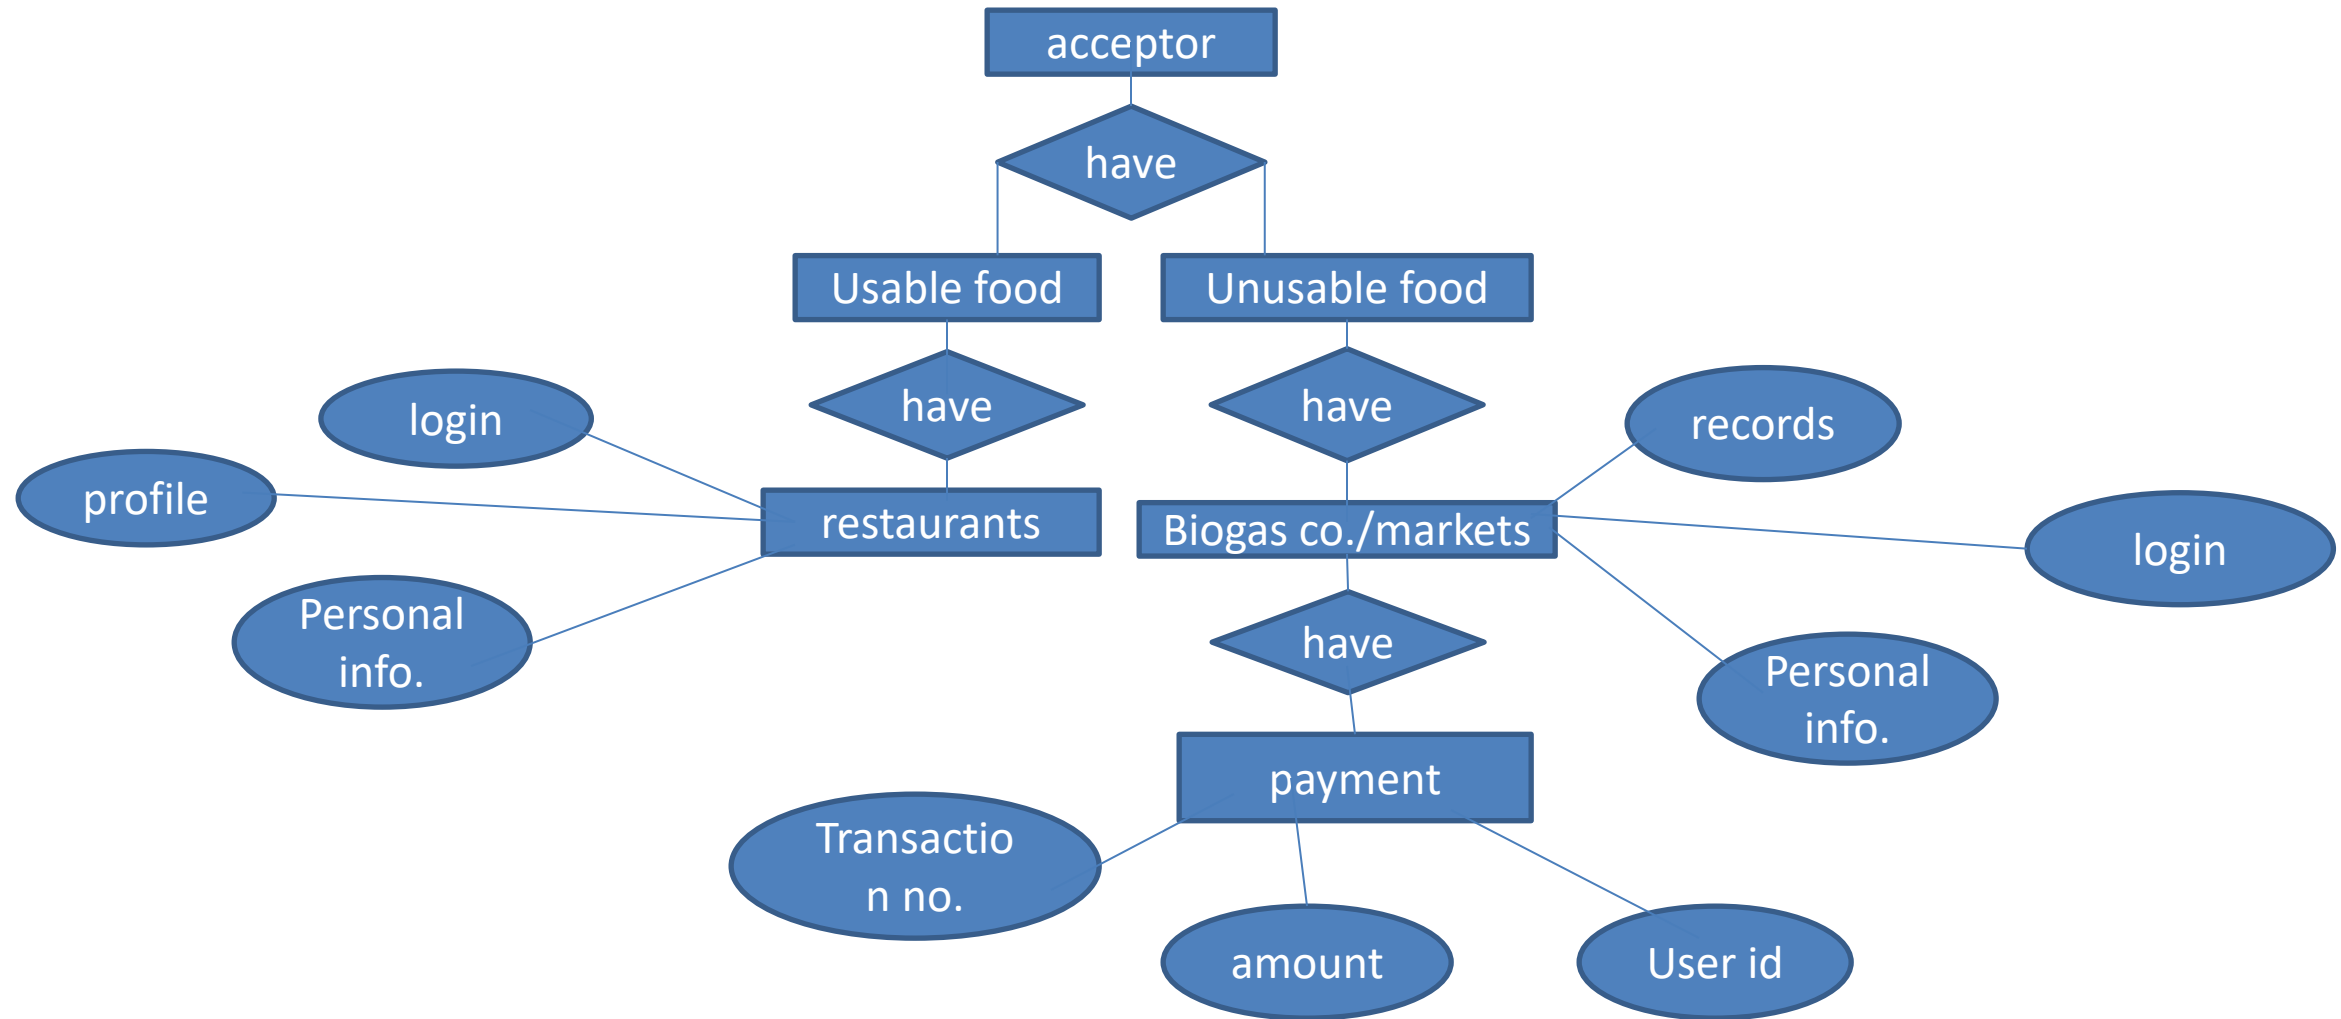 acceptor
have
Usable food
Unusable food
have
have
login
records
profile
restaurants
Biogas co./markets
login
Personal
info.
have
Personal
info.
payment
Transactio
n no.
amount
User id